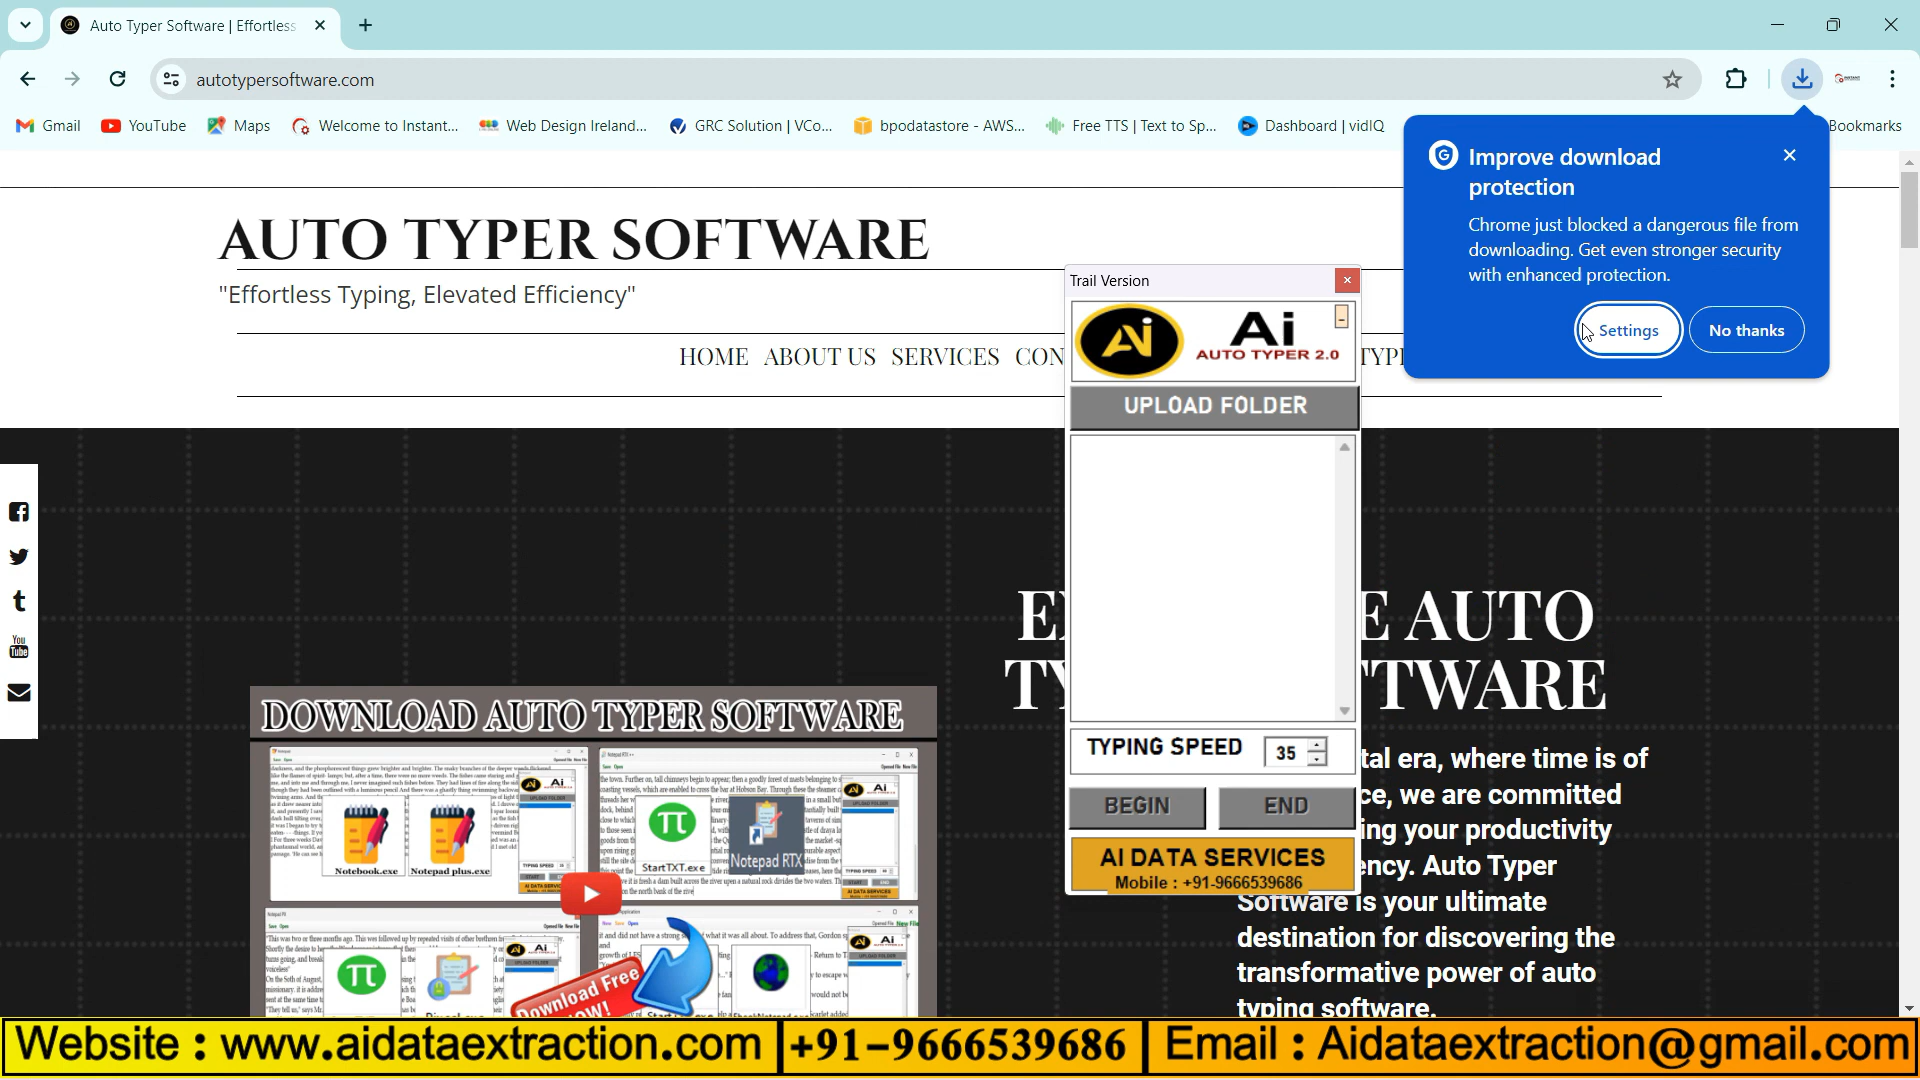 Auto Typer Software | Effortless
autotypersoftware.com
Gmail
YouTube
Maps
Welcome to Instant...
Web Design Ireland...
GRC Solution | VCo...
bpodatastore - AWS...
Free TTS | Text to Sp...
Dashboard | vidIQ
Bookmarks
Improve download
protection
Chrome just blocked a dangerous file from
downloading. Get even stronger security
with enhanced protection.
Settings
No thanks
AUTO TYPER SOFTWARE
"Effortless Typing, Elevated Efficiency"
HOME ABOUT US SERVICES CON
TYP
Trail Version
Ai
Ai
AUTO TYPER 2.0
UPLOAD FOLDER
TYPING SPEED 35
BEGIN
END
AI DATA SERVICES
Mobile : +91-9666539686
E AUTO
TY
TWARE
tal era, where time is of
ce, we are committed
ing your productivity
ency. Auto Typer
Software is your ultimate
destination for discovering the
transformative power of auto
typing software.
You
Tube
DOWNLOAD AUTO TYPER SOFTWARE
Notebook.exe
Notepad plus.exe
StartTXT.exe
Notepad RTX
Download Free
NOW!
Website : www.aidataextraction.com
+91-9666539686
Email : Aidataextraction@gmail.com